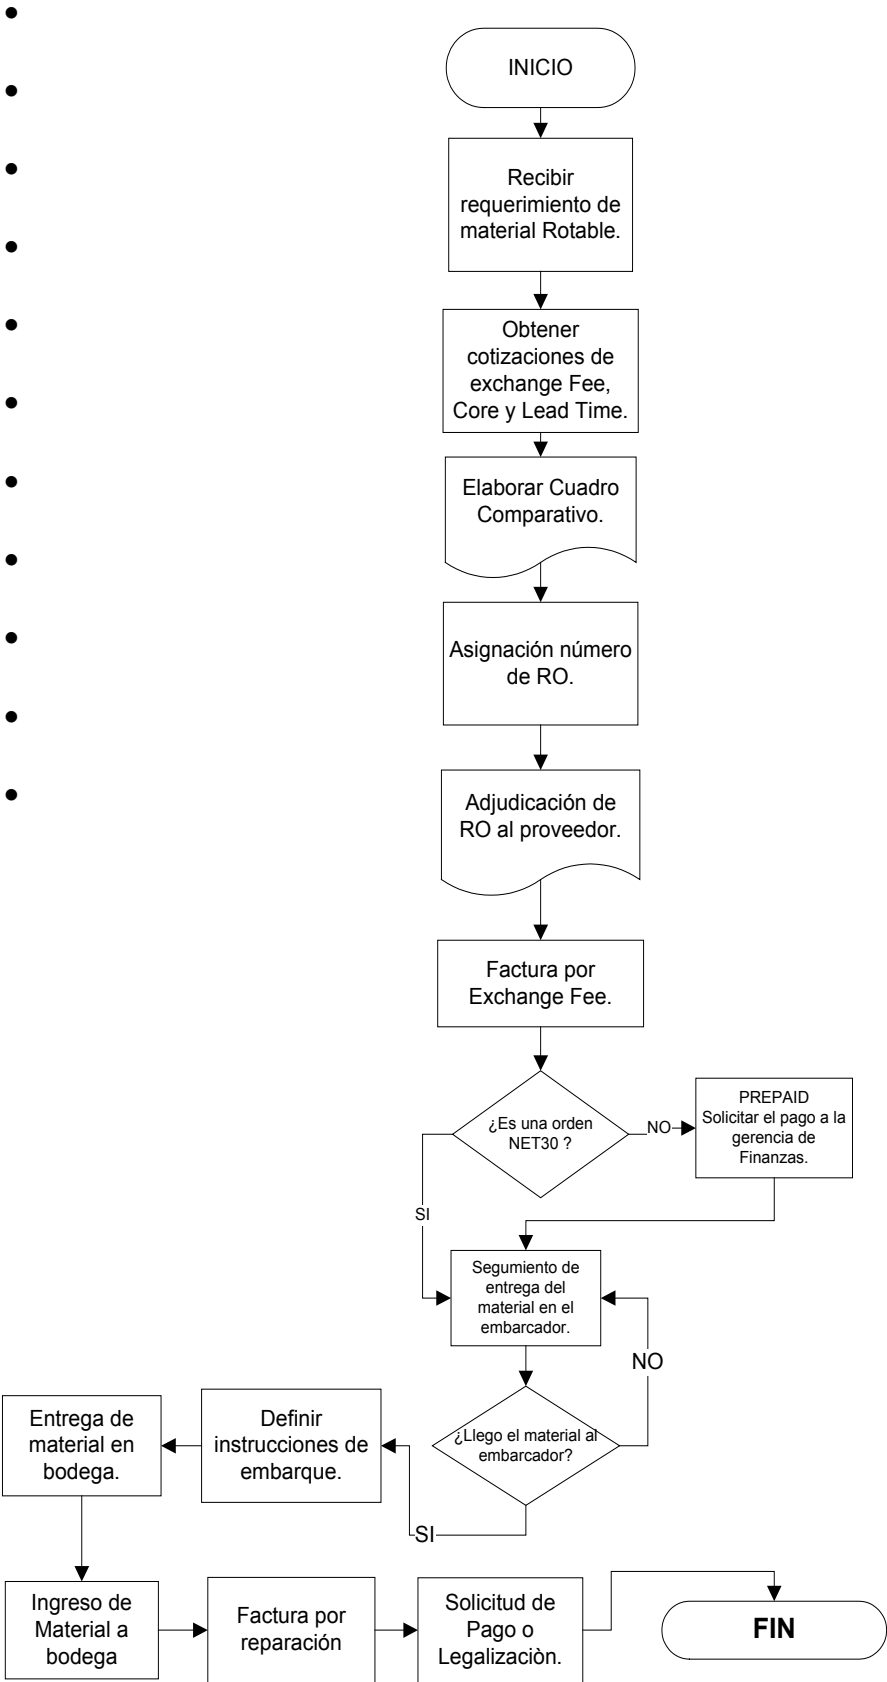 INICIO
Recibir
requerimiento de
material Rotable.
Obtener
cotizaciones de
exchange Fee,
Core y Lead Time.
Elaborar Cuadro
Comparativo.
Asignación número
de RO.
Adjudicación de
RO al proveedor.
Factura por
Exchange Fee.
¿Es una orden
NET30 ?
NO
PREPAID
Solicitar el pago a la
gerencia de
Finanzas.
SI
Segumiento de
entrega del
material en el
embarcador.
NO
¿Llego el material al
embarcador?
SI
Definir
instrucciones de
embarque.
Entrega de
material en
bodega.
Ingreso de
Material a
bodega
Factura por
reparación
Solicitud de
Pago o
Legalizaciòn.
FIN